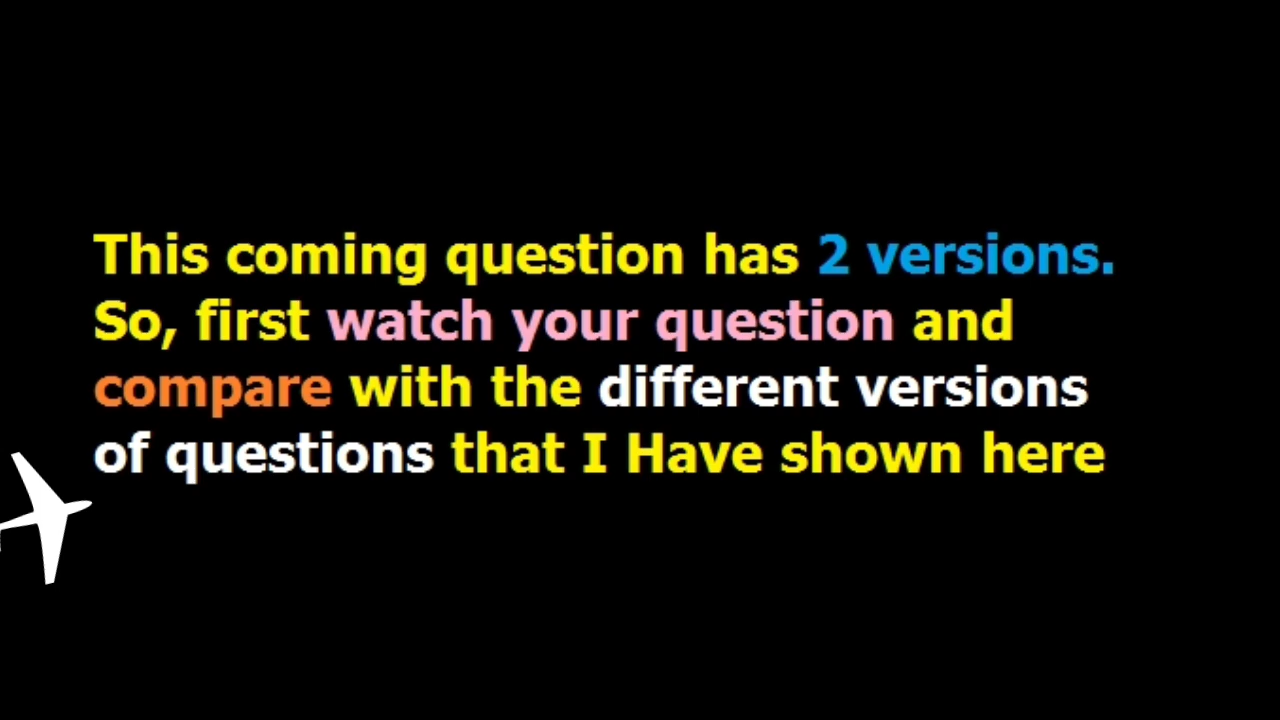 This coming question has 2 versions.
So, first watch your question and
compare with the different versions
of questions that I Have shown here